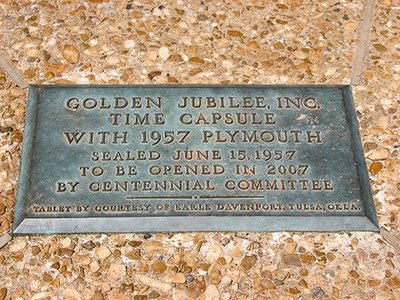 GOLDEN JUBILEE, INC.
TIME CAPSULE
WITH 1957 PLYMOUTH
SEALED JUNE 15, 1957
TO BE OPENED IN 2007
BY CENTENNIAL COMMITTEE
TABLET BY COURTESY OF EARLE DAVENPORT, TULSA, OKLA.